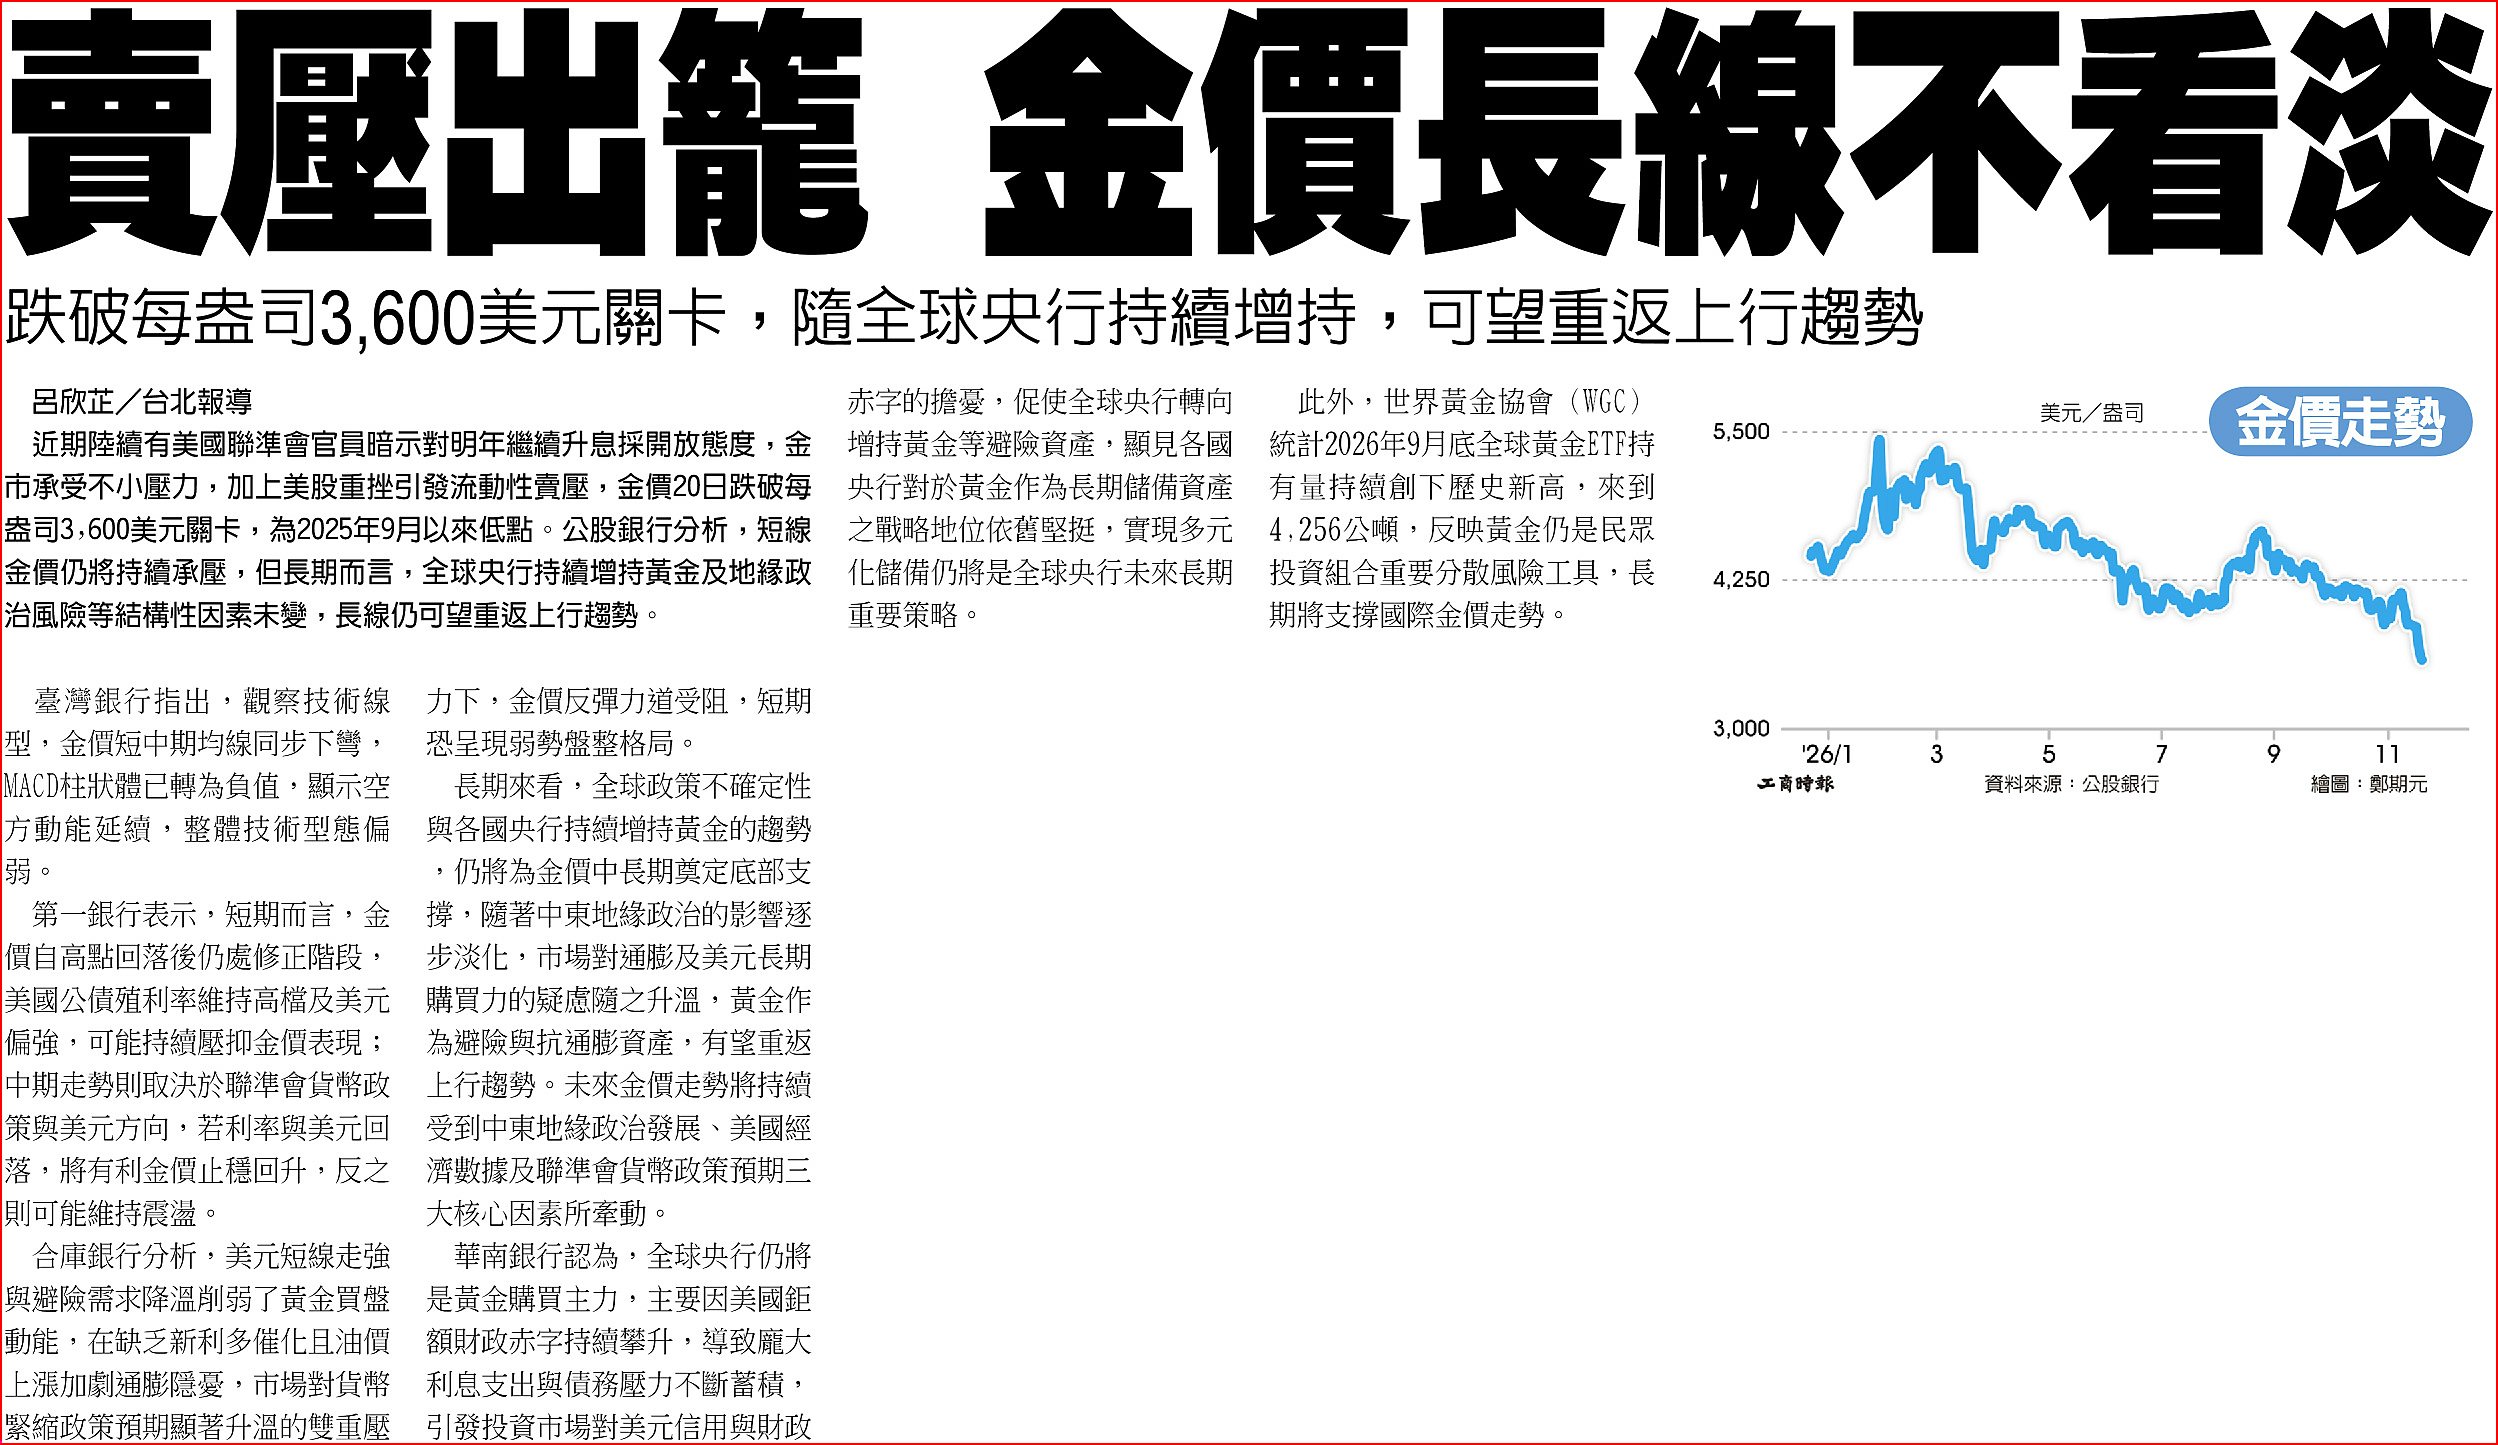 賣壓出籠 金價長線不看淡
跌破每盎司3,600美元關卡，隨全球央行持續增持，可望重返上行趨勢
呂欣芷／台北報導
近期陸續有美國聯準會官員暗示對明年繼續升息採開放態度，金
市承受不小壓力，加上美股重挫引發流動性賣壓，金價20日跌破每
盎司3,600美元關卡，為2025年9月以來低點。公股銀行分析，短線
金價仍將持續承壓，但長期而言，全球央行持續增持黃金及地緣政
治風險等結構性因素未變，長線仍可望重返上行趨勢。
臺灣銀行指出，觀察技術線
型，金價短中期均線同步下彎，
MACD柱狀體已轉為負值，顯示空
方動能延續，整體技術型態偏
弱。
第一銀行表示，短期而言，金
價自高點回落後仍處修正階段，
美國公債殖利率維持高檔及美元
偏強，可能持續壓抑金價表現；
中期走勢則取決於聯準會貨幣政
策與美元方向，若利率與美元回
落，將有利金價止穩回升，反之
則可能維持震盪。
合庫銀行分析，美元短線走強
與避險需求降溫削弱了黃金買盤
動能，在缺乏新利多催化且油價
上漲加劇通膨隱憂，市場對貨幣
緊縮政策預期顯著升溫的雙重壓
力下，金價反彈力道受阻，短期
恐呈現弱勢盤整格局。
長期來看，全球政策不確定性
與各國央行持續增持黃金的趨勢
，仍將為金價中長期奠定底部支
撐，隨著中東地緣政治的影響逐
步淡化，市場對通膨及美元長期
購買力的疑慮隨之升溫，黃金作
為避險與抗通膨資產，有望重返
上行趨勢。未來金價走勢將持續
受到中東地緣政治發展、美國經
濟數據及聯準會貨幣政策預期三
大核心因素所牽動。
華南銀行認為，全球央行仍將
是黃金購買主力，主要因美國鉅
額財政赤字持續攀升，導致龐大
利息支出與債務壓力不斷蓄積，
引發投資市場對美元信用與財政
赤字的擔憂，促使全球央行轉向
增持黃金等避險資產，顯見各國
央行對於黃金作為長期儲備資產
之戰略地位依舊堅挺，實現多元
化儲備仍將是全球央行未來長期
重要策略。
此外，世界黃金協會（WGC）
統計2026年9月底全球黃金ETF持
有量持續創下歷史新高，來到
4,256公噸，反映黃金仍是民眾
投資組合重要分散風險工具，長
期將支撐國際金價走勢。
金價走勢
美元／盎司
5,500
4,250
3,000
'26/1 3 5 7 9 11
工商時報 資料來源：公股銀行 繪圖：鄭期元